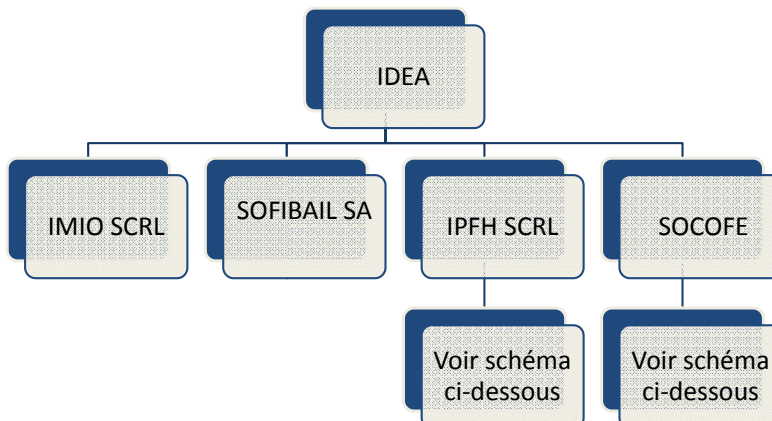 IDEA
IMIO SCRL
SOFIBAIL SA
IPFH SCRL
SOCOFE
Voir schéma
ci-dessous
Voir schéma
ci-dessous